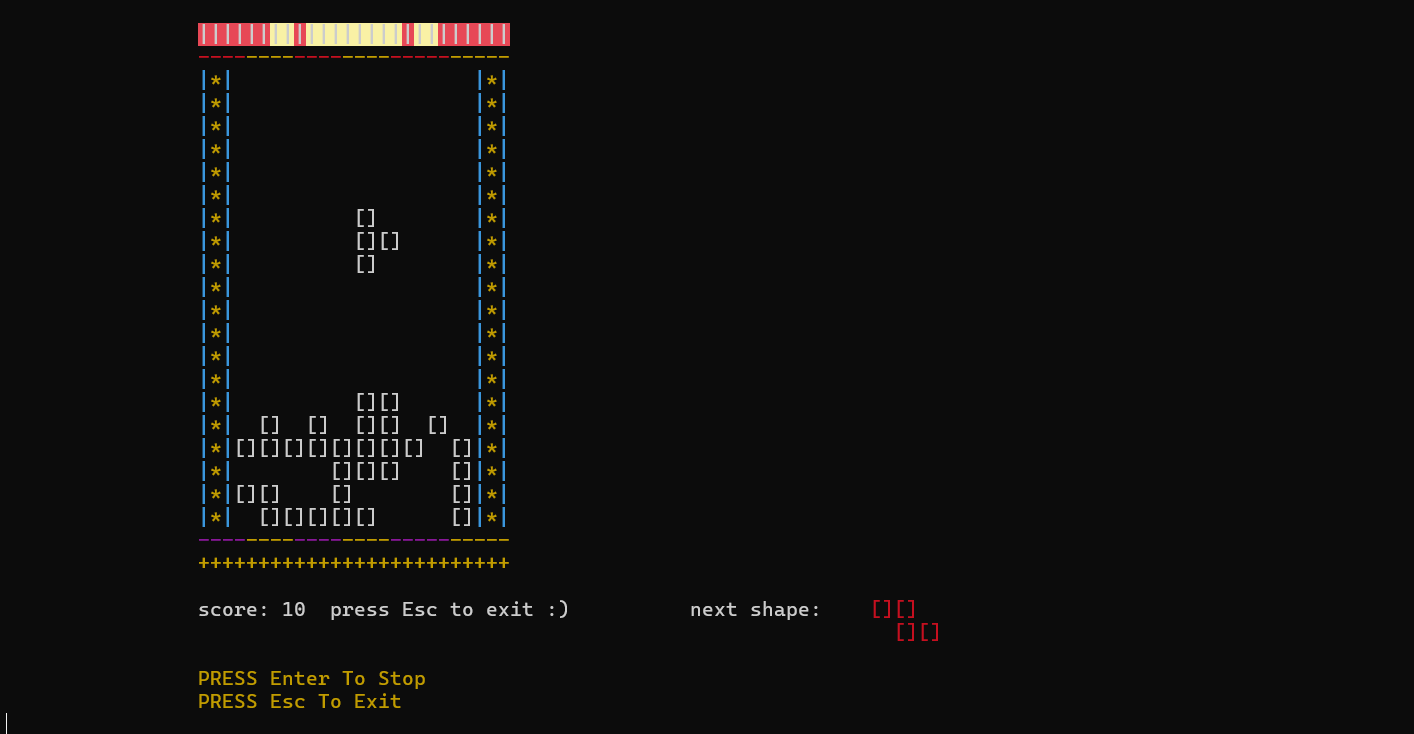 ||||||||||||||||||||||||||
--------------------------
|*|                    |*|
|*|                    |*|
|*|                    |*|
|*|                    |*|
|*|                    |*|
|*|                    |*|
|*|          []        |*|
|*|          [][]      |*|
|*|          []        |*|
|*|                    |*|
|*|                    |*|
|*|                    |*|
|*|                    |*|
|*|                    |*|
|*|          [][]      |*|
|*|  []  []  [][]  []  |*|
|*|[][][][][][][][]  []|*|
|*|        [][][]    []|*|
|*|[][]    []        []|*|
|*|  [][][][][]      []|*|
--------------------------
++++++++++++++++++++++++++
score: 10  press Esc to exit :)          next shape:    [][]
[][]
PRESS Enter To Stop
PRESS Esc To Exit